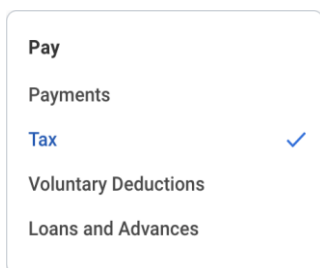 Pay
Payments
Tax
Voluntary Deductions
Loans and Advances